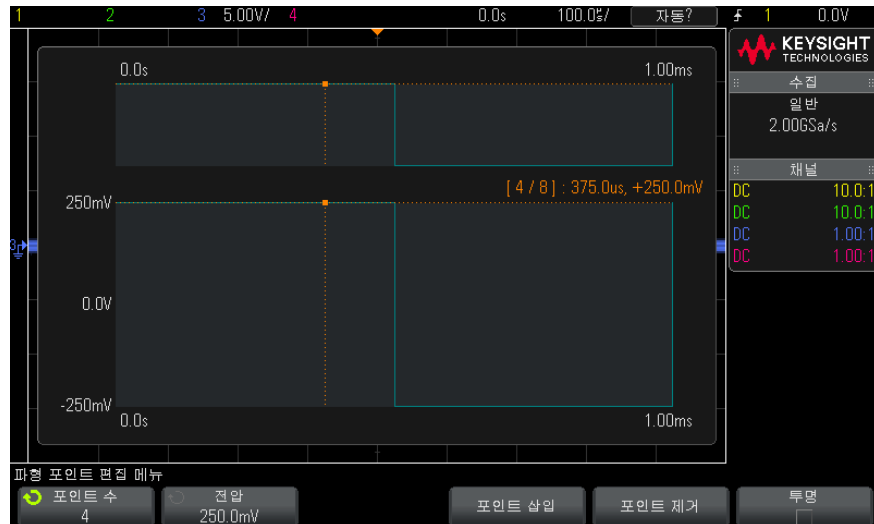 1 2 3 5.00V/ 4 0.0s 100.0㎲/ 자동? 1 0.0V
KEYSIGHT
TECHNOLOGIES
수집
일반
2.00GSa/s
채널
DC 10.0:1
DC 10.0:1
DC 1.00:1
DC 1.00:1
0.0s 1.00ms
[ 4 / 8 ] : 375.0us, +250.0mV
250mV
3
0.0V
-250mV
0.0s 1.00ms
파형 포인트 편집 메뉴
포인트 수
4
전압
250.0mV
포인트 삽입
포인트 제거
투명